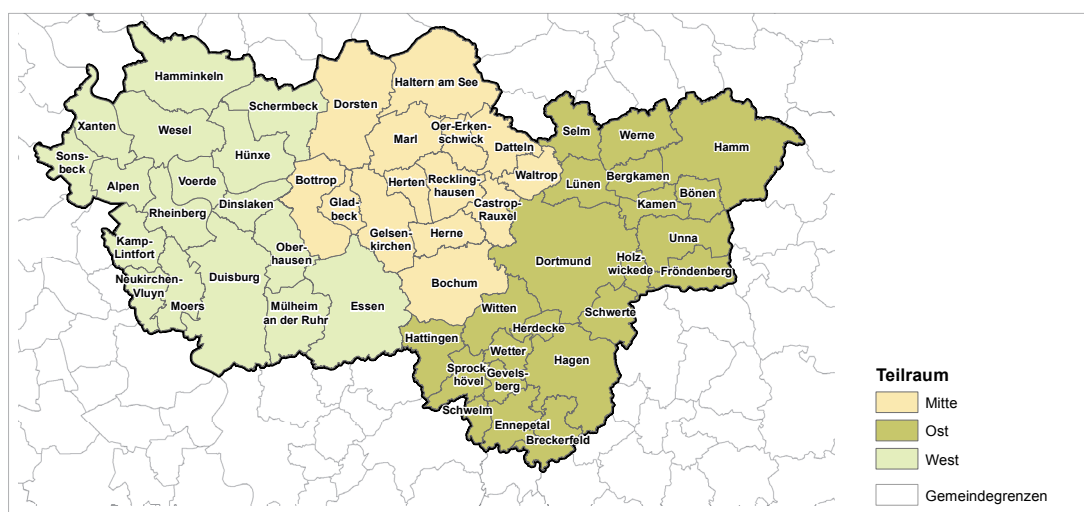 Hamminkeln
Haltern am See
Schermbeck
Dorsten
Xanten
Wesel
Marl
Oer-Erken-
schwick
Selm
Werne
Hamm
Datteln
Sons-
beck
Hünxe
Alpen
Voerde
Bottrop
Herten
Reckling-
hausen
Waltrop
Lünen
Bergkamen
Bönen
Kamen
Rheinberg
Dinslaken
Glad-
beck
Castrop-
Rauxel
Gelsen-
kirchen
Herne
Unna
Kamp-
Lintfort
Ober-
hausen
Dortmund
Holz-
wickede
Fröndenberg
Neukirchen-
Vluyn
Duisburg
Bochum
Moers
Mülheim
an der Ruhr
Essen
Witten
Schwerte
Hattingen
Herdecke
Wetter
Hagen
Sprock
hövel
Gevels-
berg
Schwelm
Ennepetal
Breckerfeld
Teilraum
Mitte
Ost
West
Gemeindegrenzen